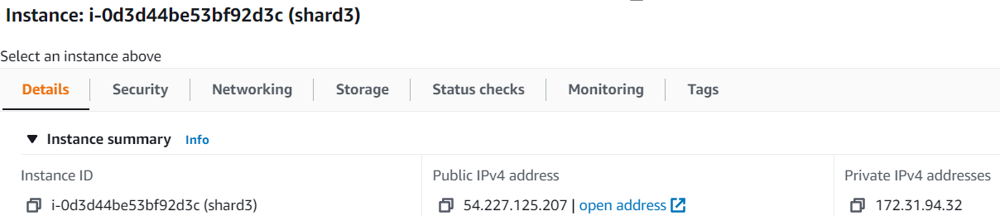 Instance: i-0d3d44be53bf92d3c (shard3)
Select an instance above
Details Security Networking Storage Status checks Monitoring Tags
Instance summary Info
Instance ID Public IPv4 address Private IPv4 addresses
i-0d3d44be53bf92d3c (shard3) 54.227.125.207 | open address 172.31.94.32